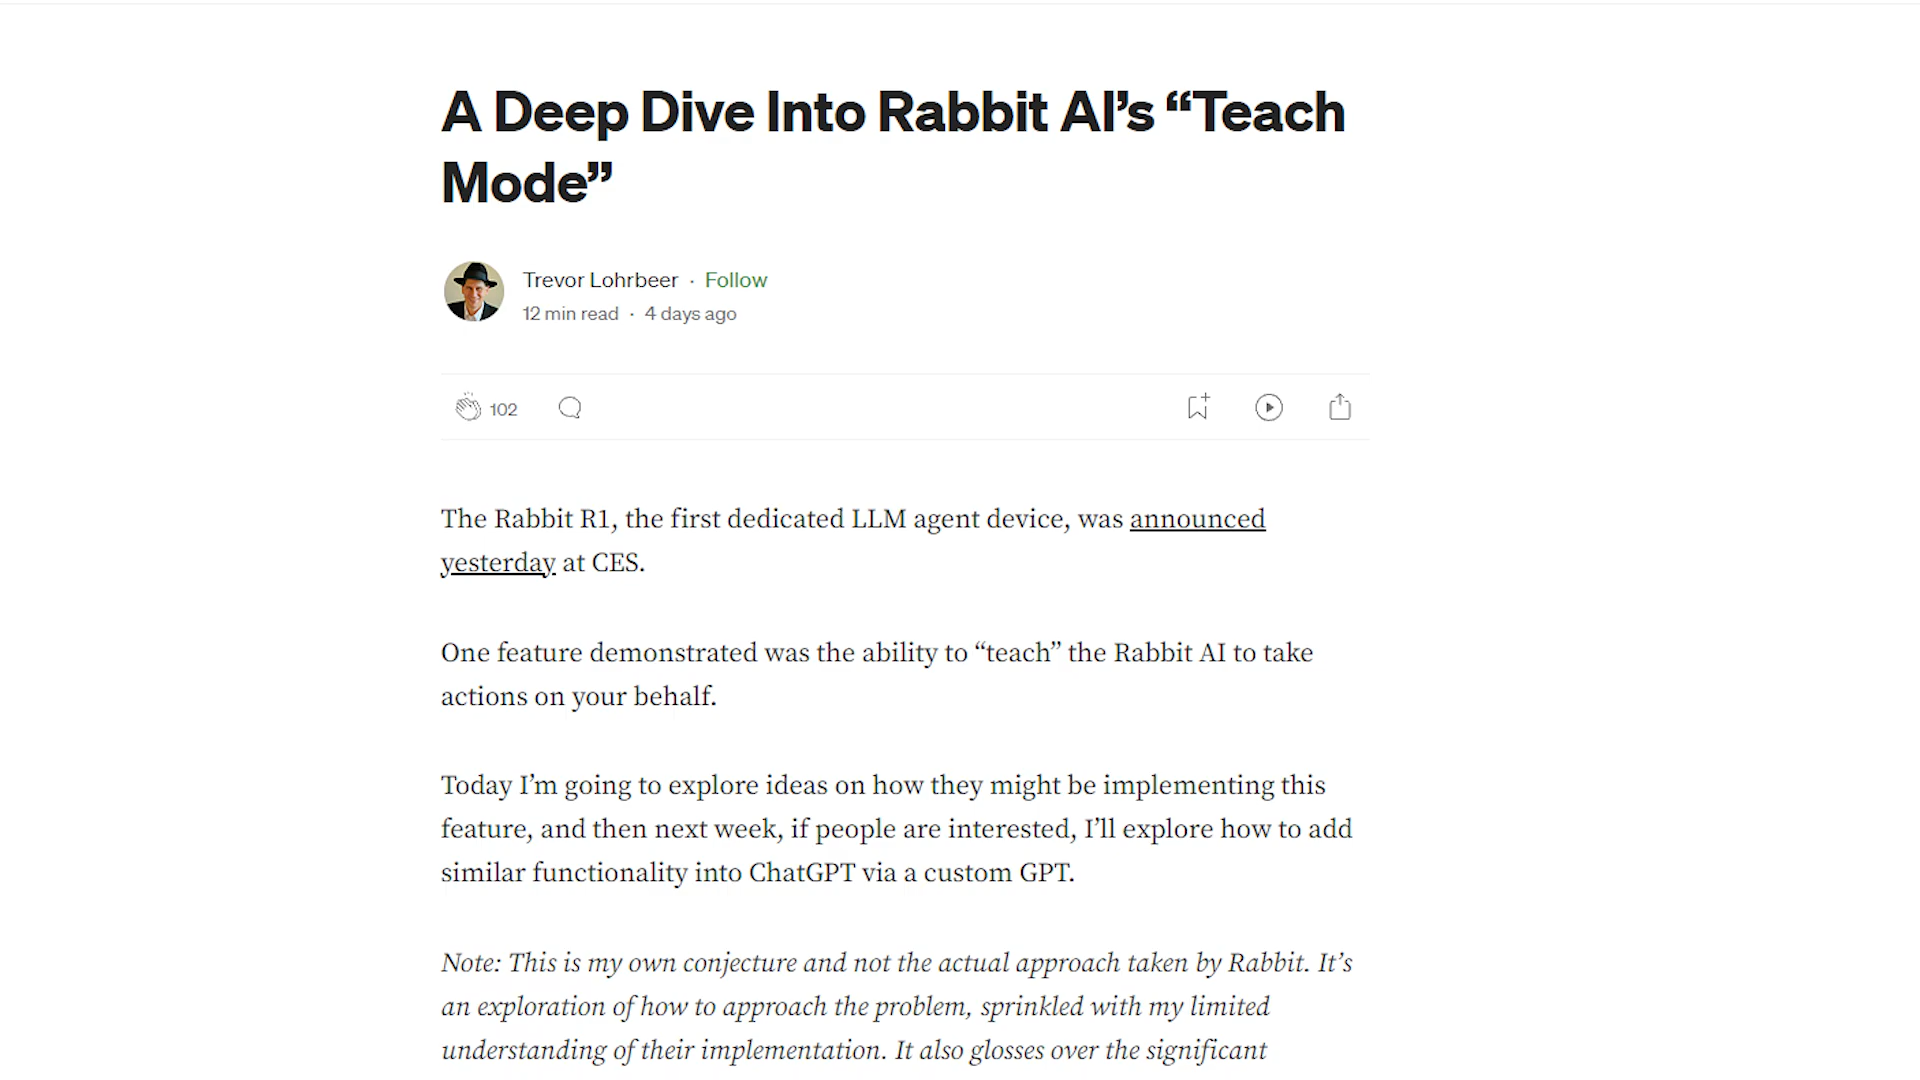 A Deep Dive Into Rabbit AI’s “Teach
Mode”
Trevor Lohrbeer · Follow
12 min read · 4 days ago
102
The Rabbit R1, the first dedicated LLM agent device, was announced
yesterday at CES.
One feature demonstrated was the ability to “teach” the Rabbit AI to take
actions on your behalf.
Today I’m going to explore ideas on how they might be implementing this
feature, and then next week, if people are interested, I’ll explore how to add
similar functionality into ChatGPT via a custom GPT.
Note: This is my own conjecture and not the actual approach taken by Rabbit. It’s
an exploration of how to approach the problem, sprinkled with my limited
understanding of their implementation. It also glosses over the significant